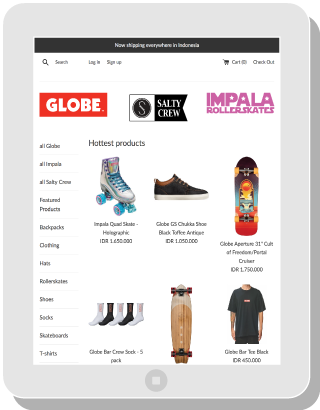 Now shipping everywhere in Indonesia
Search
Log in
Sign up
Cart (0)
Check Out
GLOBE.
S
SALTY
CREW
IMPALA
ROLLERSKATES
all Globe
all Impala
all Salty Crew
Featured
Products
Backpacks
Clothing
Hats
Rollerskates
Shoes
Socks
Skateboards
T-shirts
Hottest products
Impala Quad Skate -
Holographic
IDR 1,650.000
Globe GS Chukka Shoe
Black Toffee Antique
IDR 1.050.000
Globe Aperture 31" Cult
of Freedom/Portal
Cruiser
IDR 1.750.000
Globe Bar Crew Sock - 5
pack
Globe Bar Tee Black
IDR 450.000